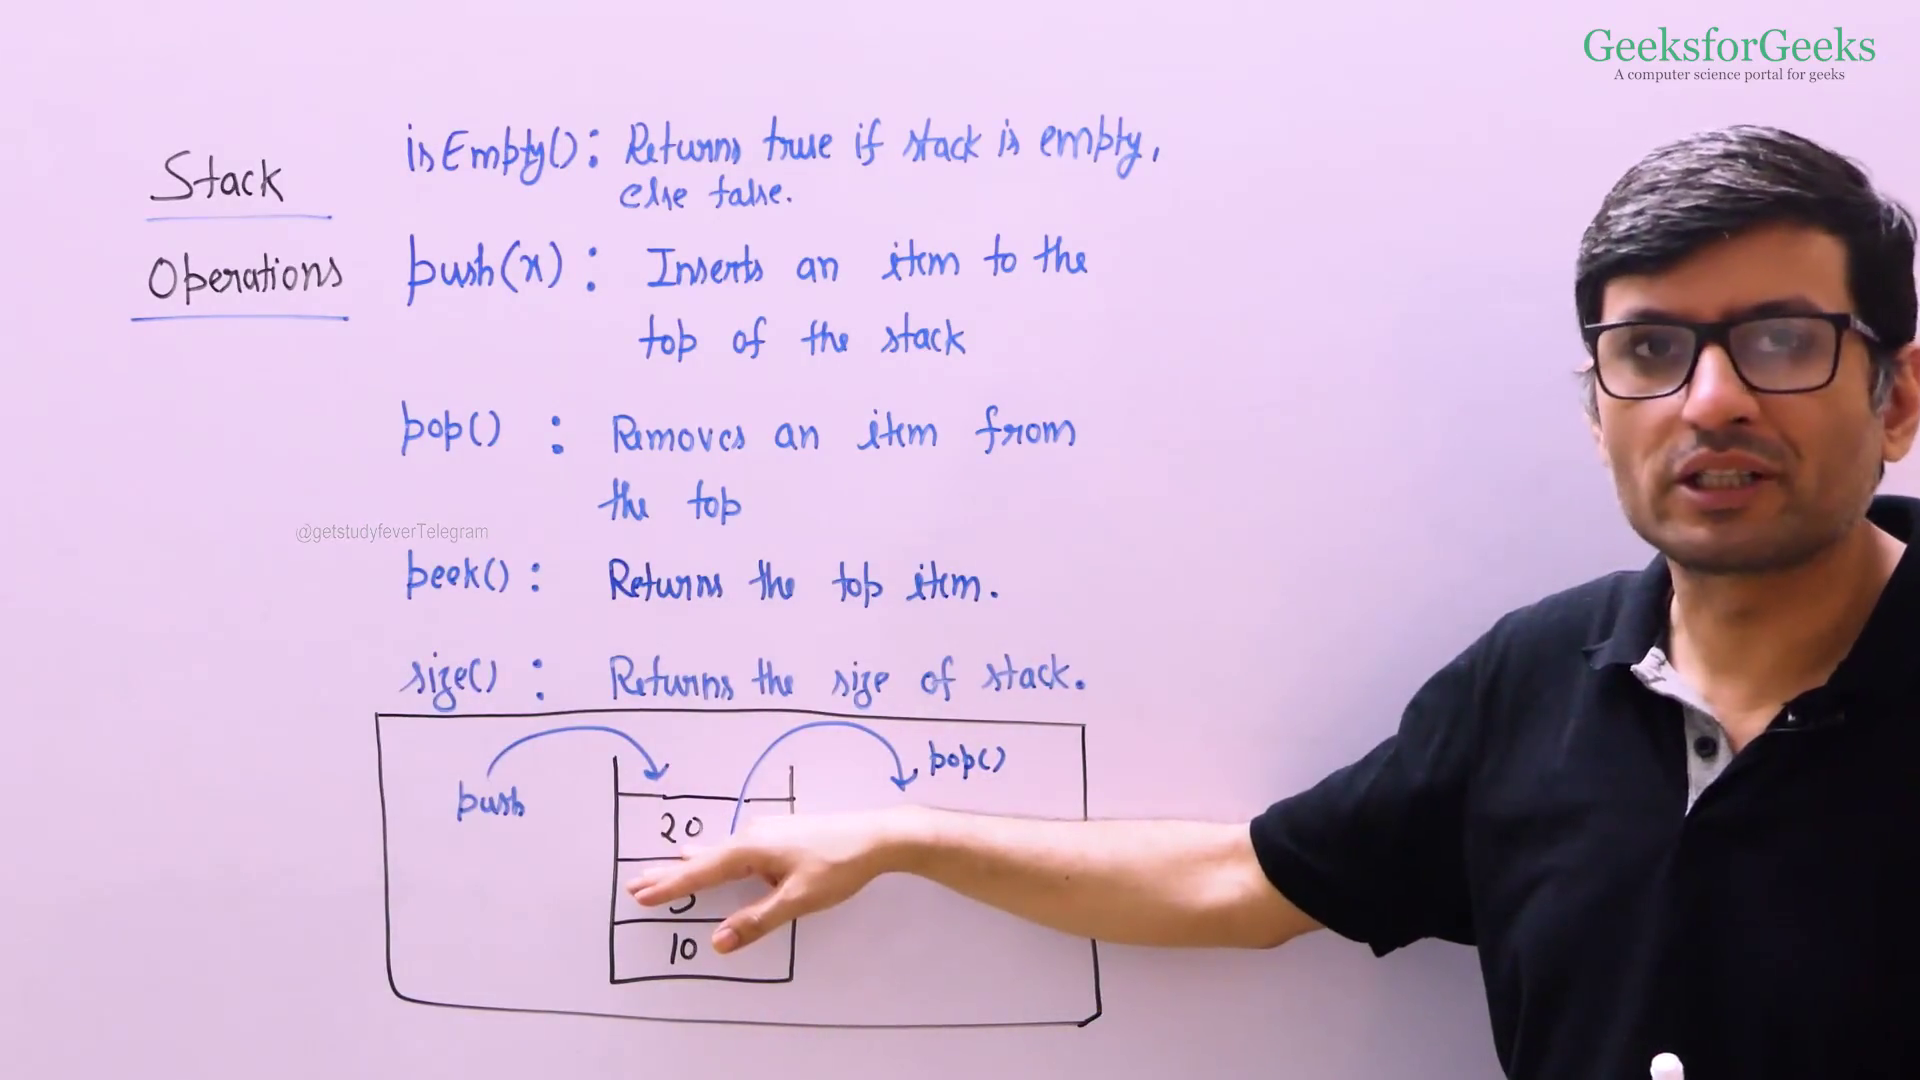 GeeksforGeeks
A computer science portal for geeks
Stack
Operations
isEmpty() : Returns true if stack is empty,
else false.
push(x) : Inserts an item to the
top of the stack
pop() : Removes an item from
the top
@getstudyfeverTelegram
peek() : Returns the top item.
size() : Returns the size of stack.
push
pop()
20
10